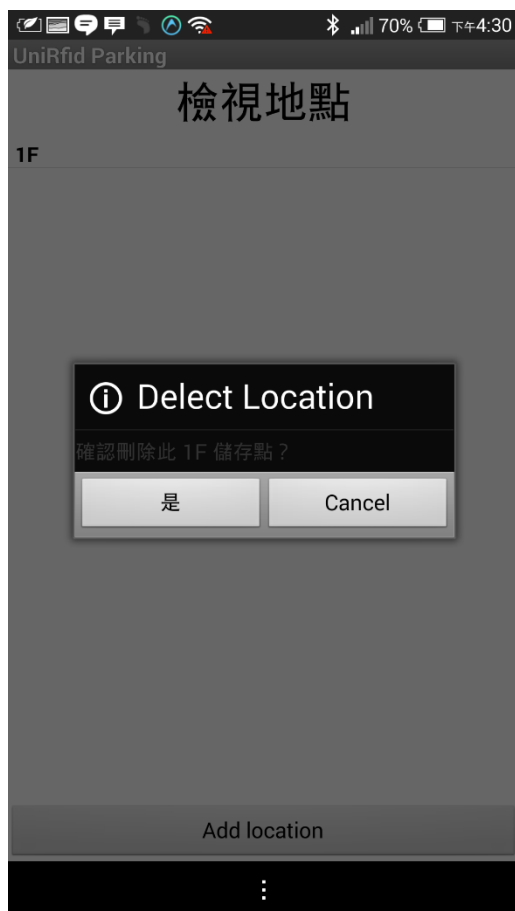 70% 下午4:30
UniRfid Parking
檢視地點
1F
Delect Location
確認刪除此 1F 儲存點？
是 Cancel
Add location